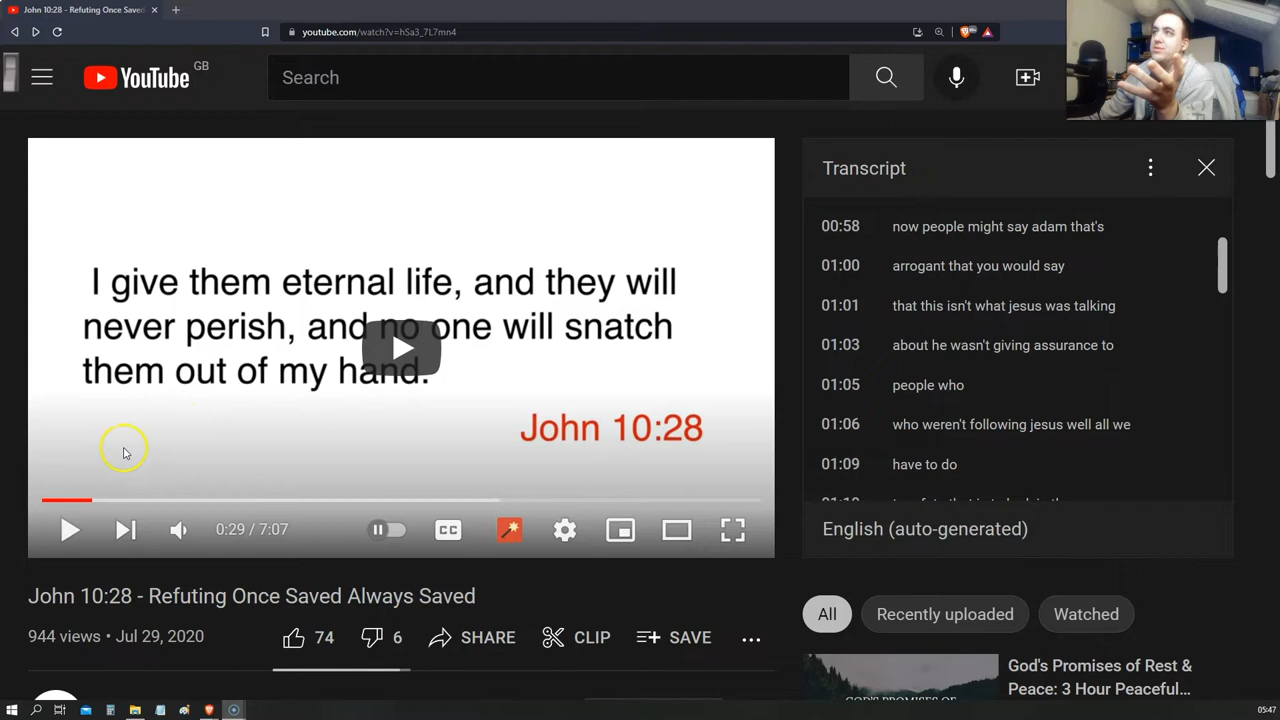 John 10:28 - Refuting Once Saved
youtube.com/watch?v=hSa3_7L7mn4
YouTube GB
Search
I give them eternal life, and they will
never perish, and no one will snatch
them out of my hand.
John 10:28
0:29 / 7:07
CC
John 10:28 - Refuting Once Saved Always Saved
944 views • Jul 29, 2020
74
6
SHARE
CLIP
SAVE
Transcript
00:58 now people might say adam that's
01:00 arrogant that you would say
01:01 that this isn't what jesus was talking
01:03 about he wasn't giving assurance to
01:05 people who
01:06 who weren't following jesus well all we
01:09 have to do
English (auto-generated)
All
Recently uploaded
Watched
God's Promises of Rest &
Peace: 3 Hour Peaceful...
GOD'S PROMISES OF
05:47